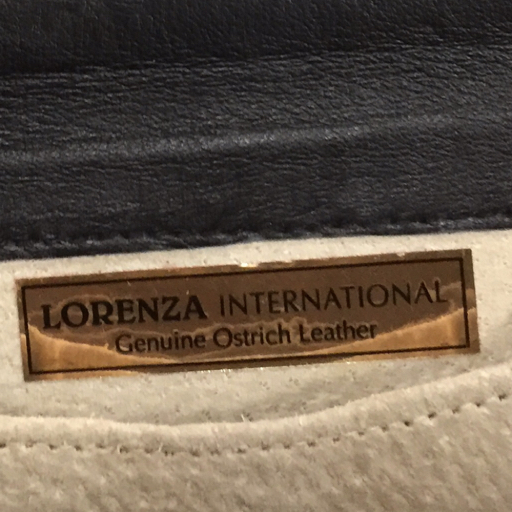 LORENZA INTERNATIONAL
Genuine Ostrich Leather